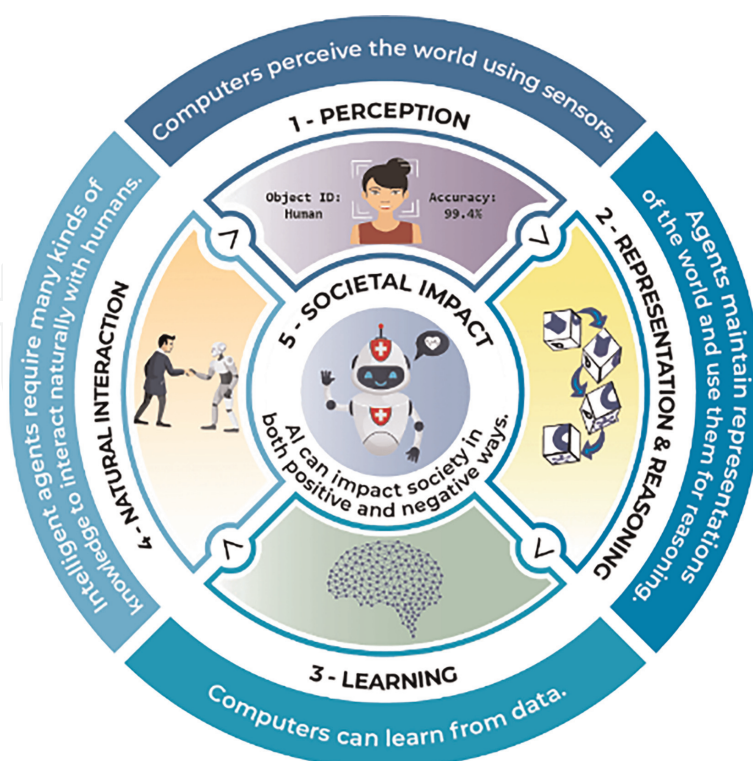 Computers perceive the world using sensors.
1 - PERCEPTION
Object ID:
Human
Accuracy:
99.4%
Agents maintain representations
of the world and use them for reasoning.
2 - REPRESENTATION & REASONING
3 - LEARNING
Computers can learn from data.
Intelligent agents require many kinds of
knowledge to interact naturally with humans.
4 - NATURAL INTERACTION
5 - SOCIETAL IMPACT
AI can impact society in
both positive and negative ways.